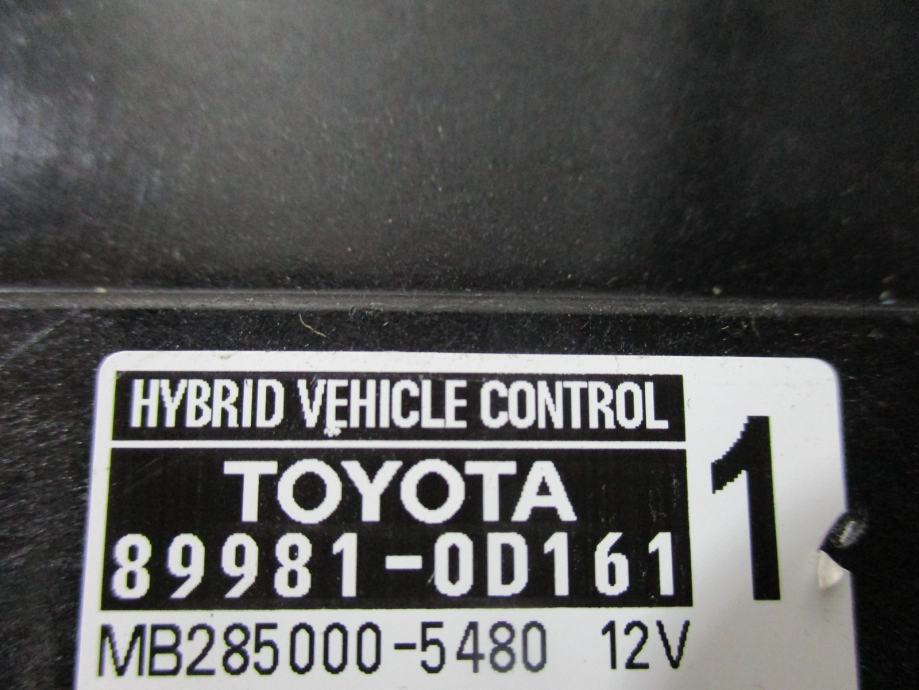 HYBRID VEHICLE CONTROL
TOYOTA
89981-0D161
1
MB285000-5480 12V